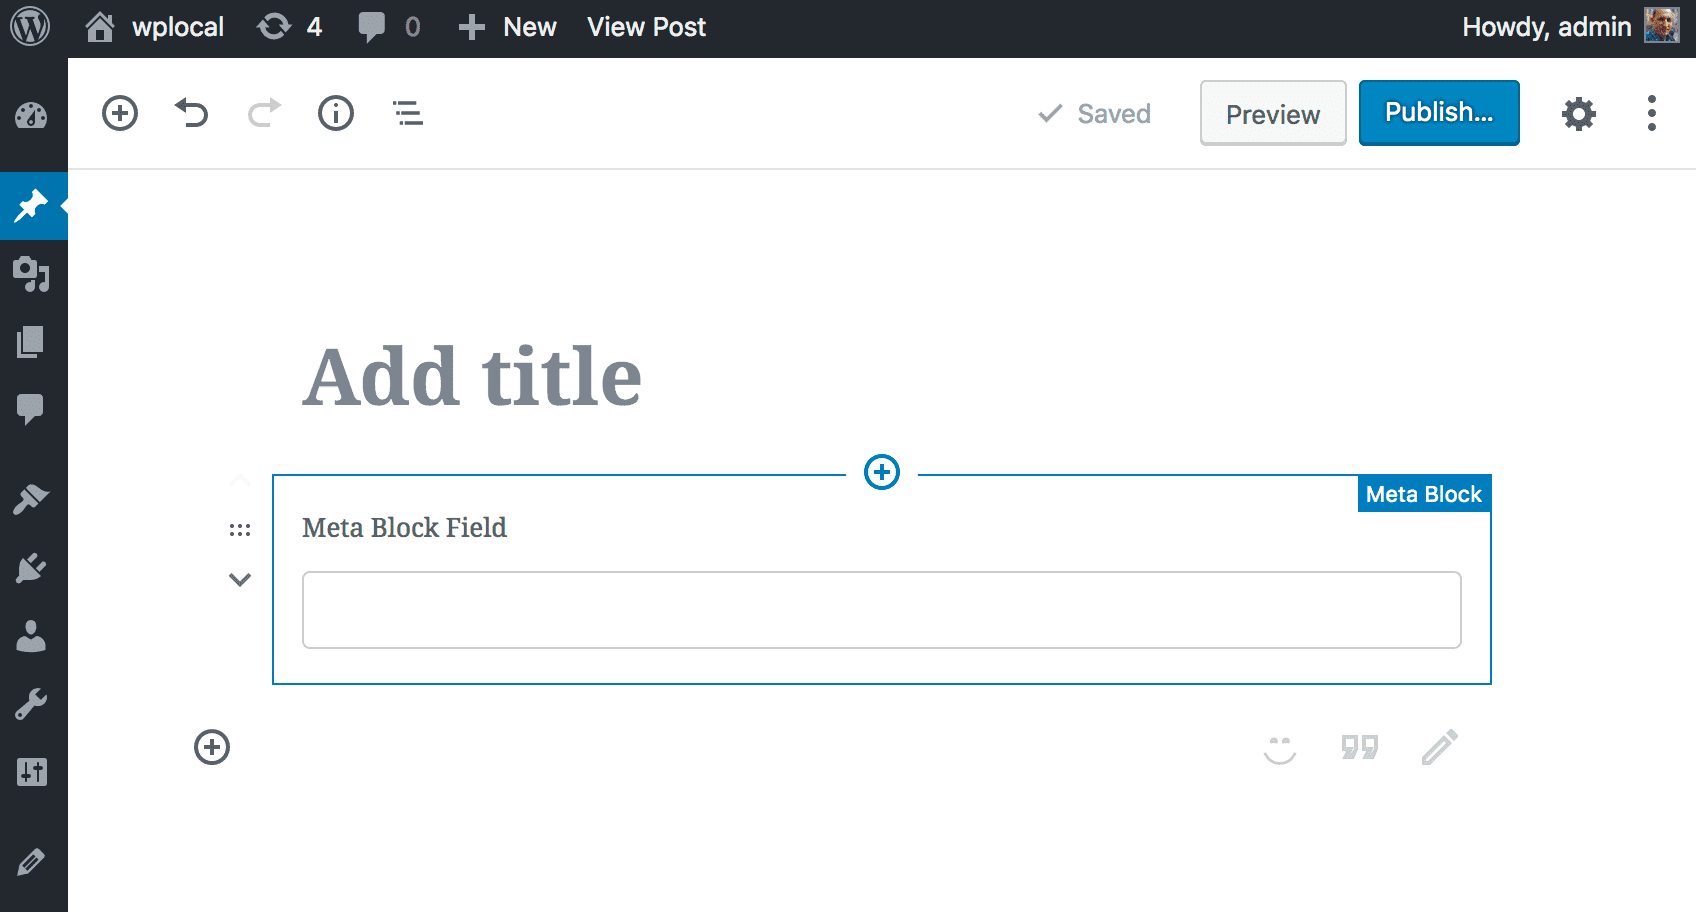 wplocal 4 0 New View Post Howdy, admin
Saved Preview Publish...
Add title
Meta Block
Meta Block Field